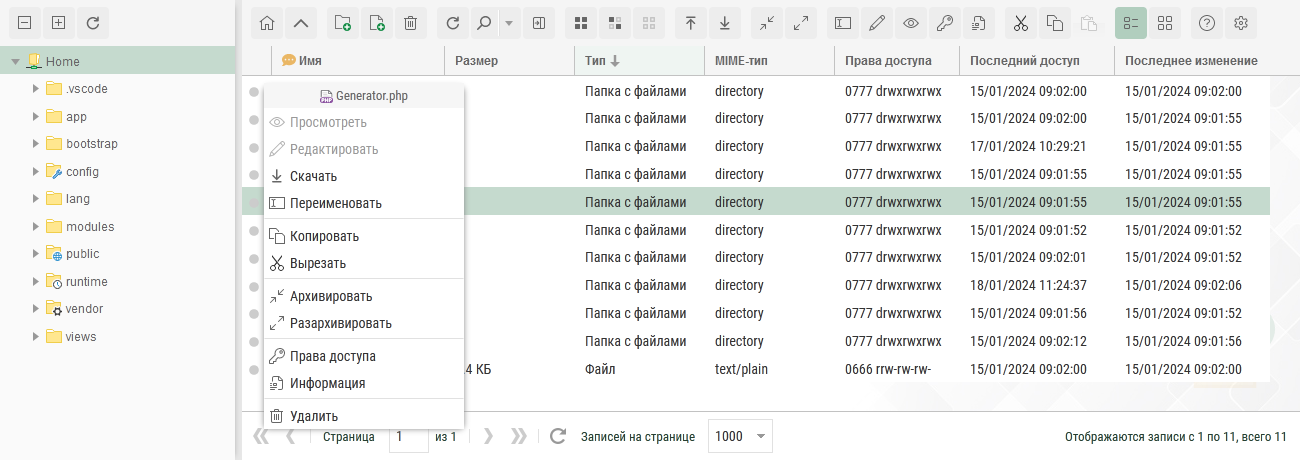 Home
.vscode
app
bootstrap
config
lang
modules
public
runtime
vendor
views
Имя Размер Тип MIME-тип Права доступа Последний доступ Последнее изменение
Папка с файлами directory 0777 drwxrwxrwx 15/01/2024 09:02:00 15/01/2024 09:02:00
Папка с файлами directory 0777 drwxrwxrwx 15/01/2024 09:02:00 15/01/2024 09:01:55
Папка с файлами directory 0777 drwxrwxrwx 17/01/2024 10:29:21 15/01/2024 09:01:55
Папка с файлами directory 0777 drwxrwxrwx 15/01/2024 09:01:55 15/01/2024 09:01:55
Папка с файлами directory 0777 drwxrwxrwx 15/01/2024 09:01:55 15/01/2024 09:01:55
Папка с файлами directory 0777 drwxrwxrwx 15/01/2024 09:01:52 15/01/2024 09:01:52
Папка с файлами directory 0777 drwxrwxrwx 15/01/2024 09:02:01 15/01/2024 09:01:52
Папка с файлами directory 0777 drwxrwxrwx 18/01/2024 11:24:37 15/01/2024 09:02:06
Папка с файлами directory 0777 drwxrwxrwx 15/01/2024 09:01:56 15/01/2024 09:01:52
Папка с файлами directory 0777 drwxrwxrwx 15/01/2024 09:02:12 15/01/2024 09:01:56
4 КБ Файл text/plain 0666 rrw-rw-rw- 15/01/2024 09:02:00 15/01/2024 09:02:00
PHP Generator.php
Просмотреть
Редактировать
Скачать
Переименовать
Копировать
Вырезать
Архивировать
Разархивировать
Права доступа
Информация
Удалить
Страница 1 из 1 Записей на странице 1000 Отображаются записи с 1 по 11, всего 11